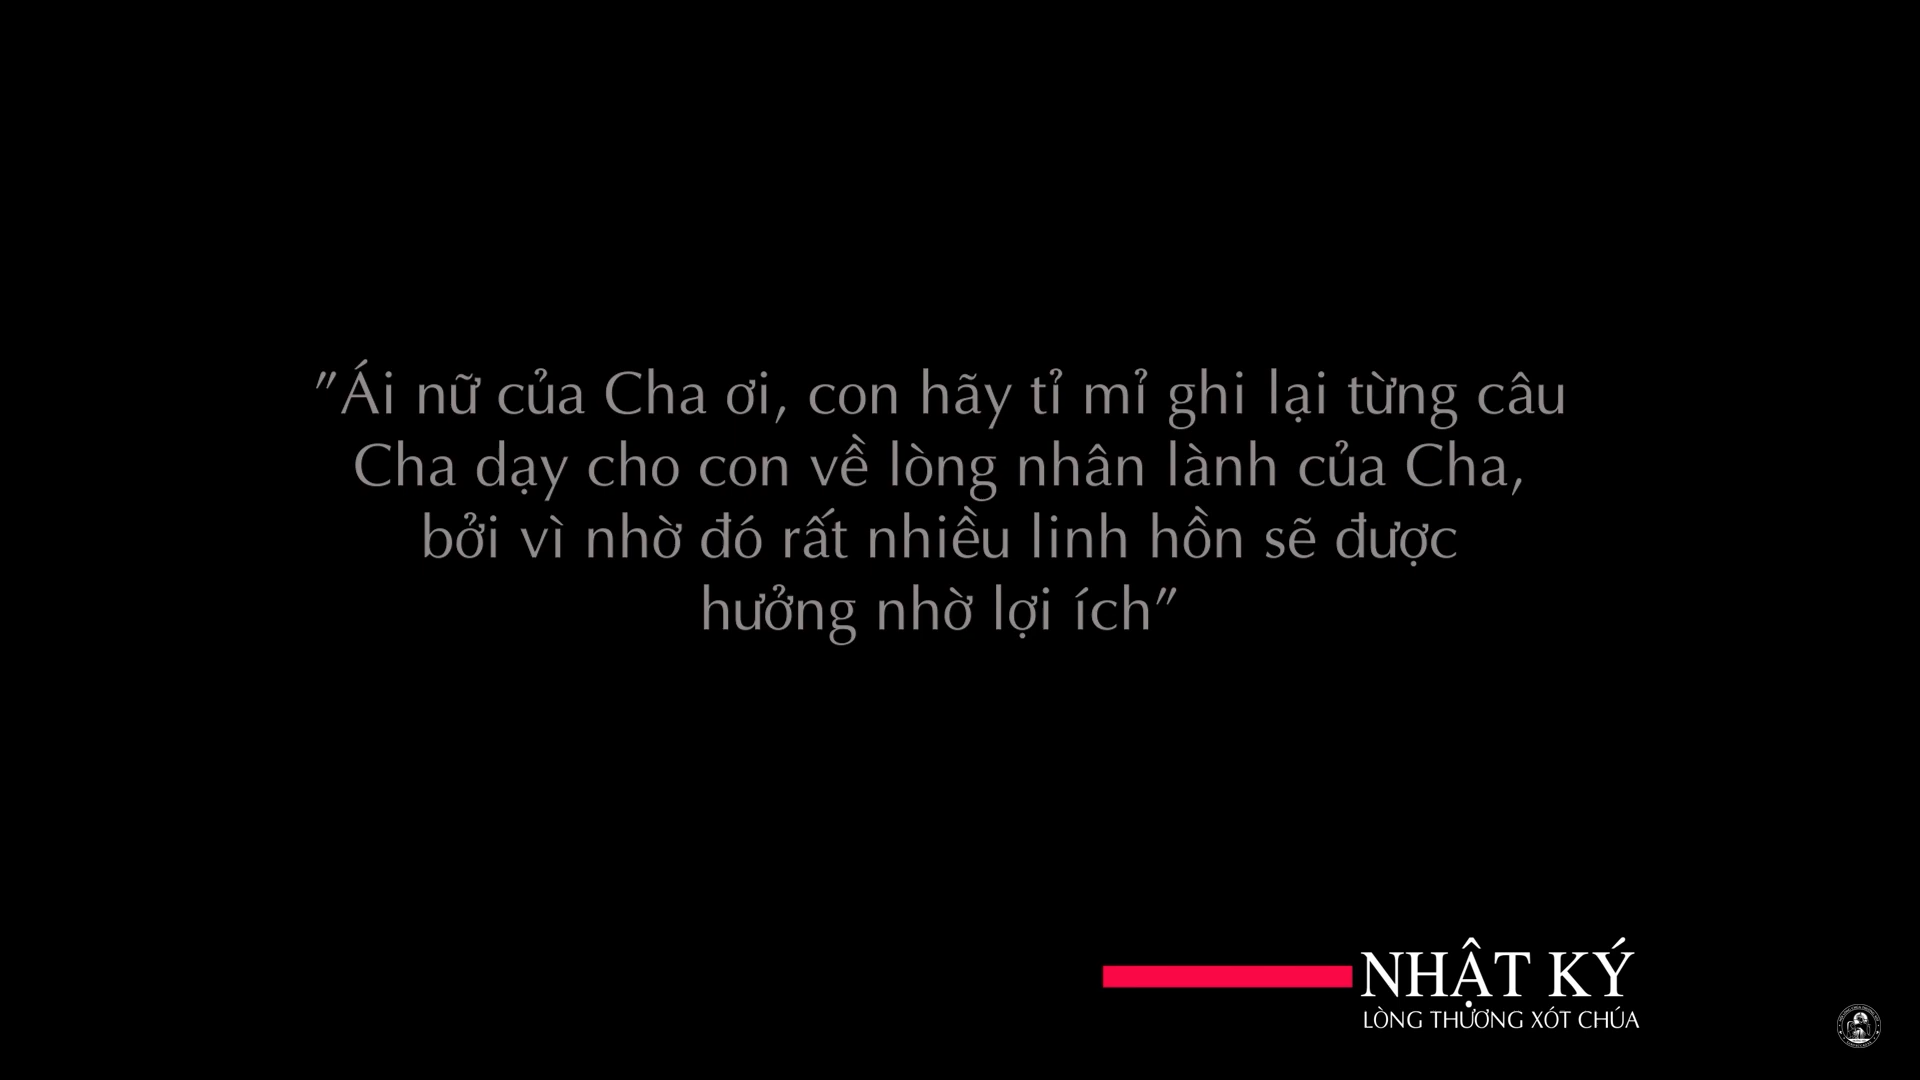 "Ái nữ của Cha ơi, con hãy tỉ mỉ ghi lại từng câu
Cha dạy cho con về lòng nhân lành của Cha,
bởi vì nhờ đó rất nhiều linh hồn sẽ được
hưởng nhờ lợi ích"
NHẬT KÝ
LÒNG THƯƠNG XÓT CHÚA